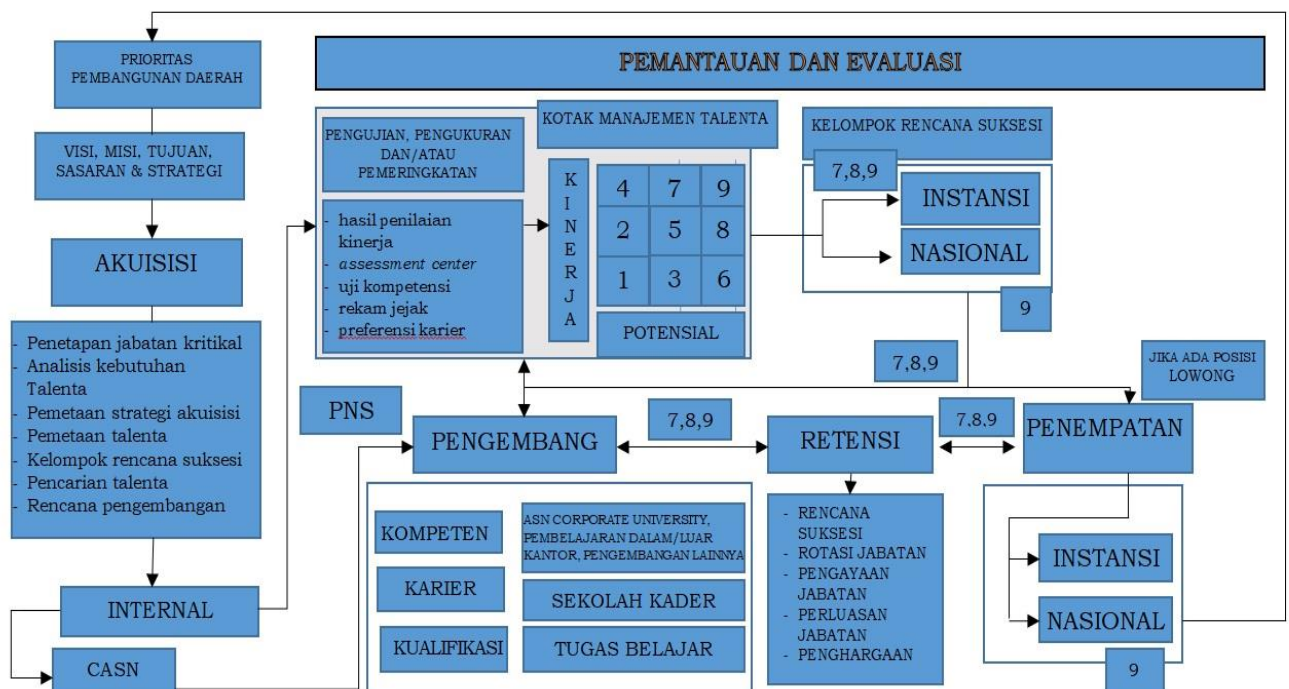 PRIORITAS
PEMBANGUNAN DAERAH
VISI, MISI, TUJUAN,
SASARAN & STRATEGI
AKUISISI
- Penetapan jabatan kritikal
- Analisis kebutuhan
Talenta
- Pemetaan strategi akuisisi
- Pemetaan talenta
- Kelompok rencana suksesi
- Pencarian talenta
- Rencana pengembangan
INTERNAL
CASN
PEMANTAUAN DAN EVALUASI
PENGUJIAN, PENGUKURAN
DAN/ATAU
PEMERINGKATAN
- hasil penilaian
kinerja
- assessment center
- uji kompetensi
- rekam jejak
- preferensi karier
KOTAK MANAJEMEN TALENTA
K
I
N
E
R
J
A
4 7 9
2 5 8
1 3 6
POTENSIAL
KELOMPOK RENCANA SUKSESI
7,8,9
INSTANSI
NASIONAL
9
7,8,9
JIKA ADA POSISI
LOWONG
PNS
PENGEMBANG
7,8,9
RETENSI
7,8,9
PENEMPATAN
KOMPETEN
ASN CORPORATE UNIVERSITY,
PEMBELAJARAN DALAM/LUAR
KANTOR, PENGEMBANGAN LAINNYA
KARIER
SEKOLAH KADER
KUALIFIKASI
TUGAS BELAJAR
- RENCANA
SUKSESI
- ROTASI JABATAN
- PENGAYAAN
JABATAN
- PERLUASAN
JABATAN
- PENGHARGAAN
INSTANSI
NASIONAL
9